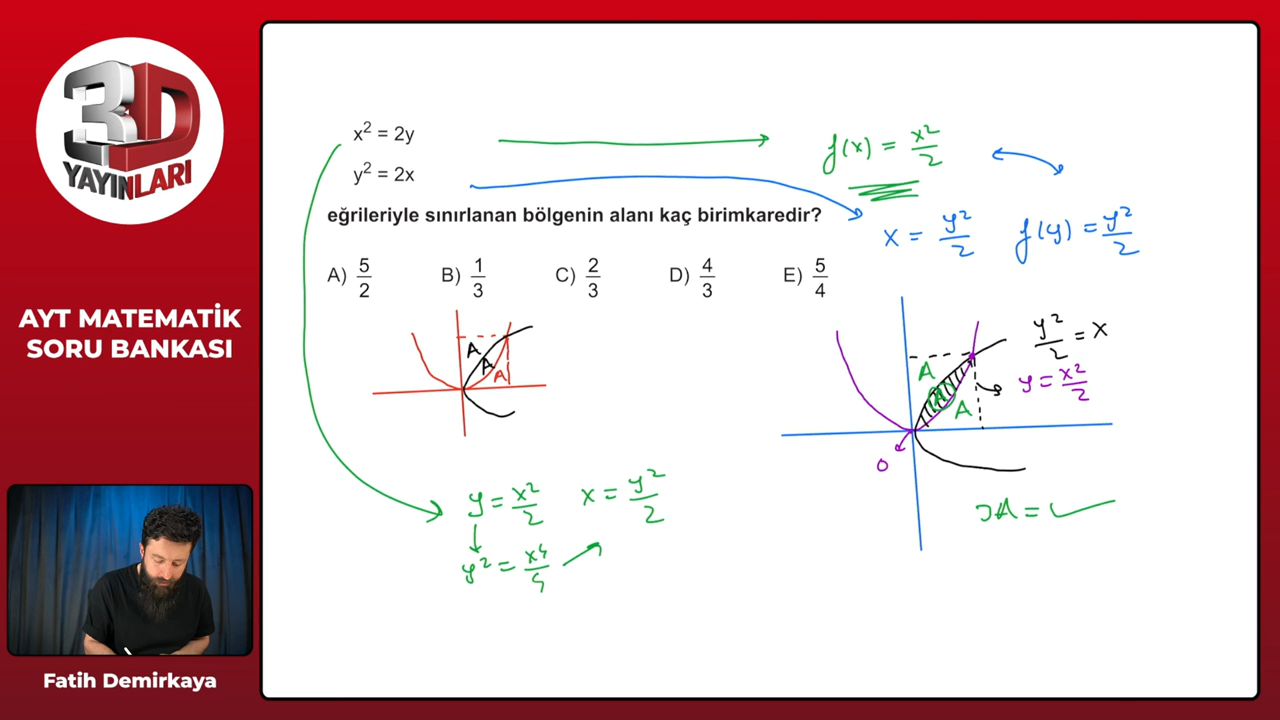 3D
YAYINLARI
AYT MATEMATİK
SORU BANKASI
Fatih Demirkaya
x² = 2y
y² = 2x
eğrileriyle sınırlanan bölgenin alanı kaç birimkaredir?
A) 5/2 B) 1/3 C) 2/3 D) 4/3 E) 5/4
f(x) = x²/2
x = y²/2 f(y) = y²/2
A
A
A
y²/2 = x
y = x²/2
A
A
A
0
y = x²/2 x = y²/2
y² = x⁴/4
3A =